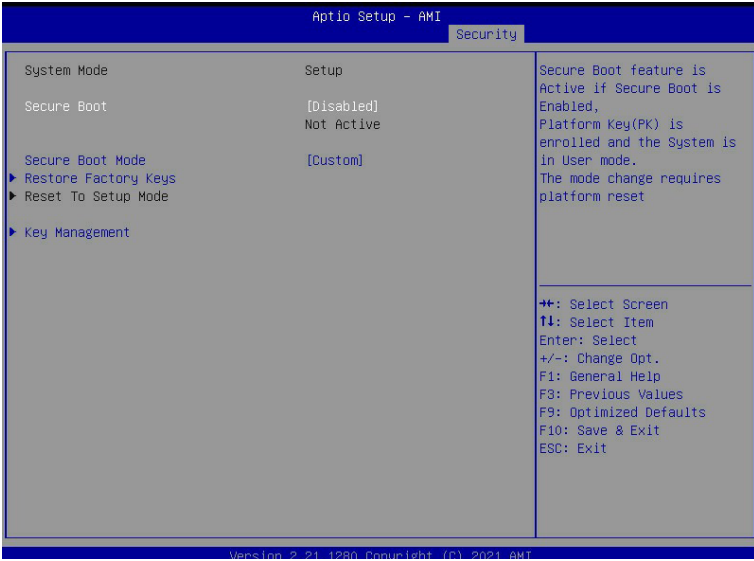 Aptio Setup – AMI
Security
System Mode Setup
Secure Boot [Disabled]
Not Active
Secure Boot Mode [Custom]
Restore Factory Keys
Reset To Setup Mode
Key Management
Secure Boot feature is
Active if Secure Boot is
Enabled,
Platform Key(PK) is
enrolled and the System is
in User mode.
The mode change requires
platform reset
→←: Select Screen
↑↓: Select Item
Enter: Select
+/-: Change Opt.
F1: General Help
F3: Previous Values
F9: Optimized Defaults
F10: Save & Exit
ESC: Exit
Version 2.21.1280 Copyright (C) 2021 AMI